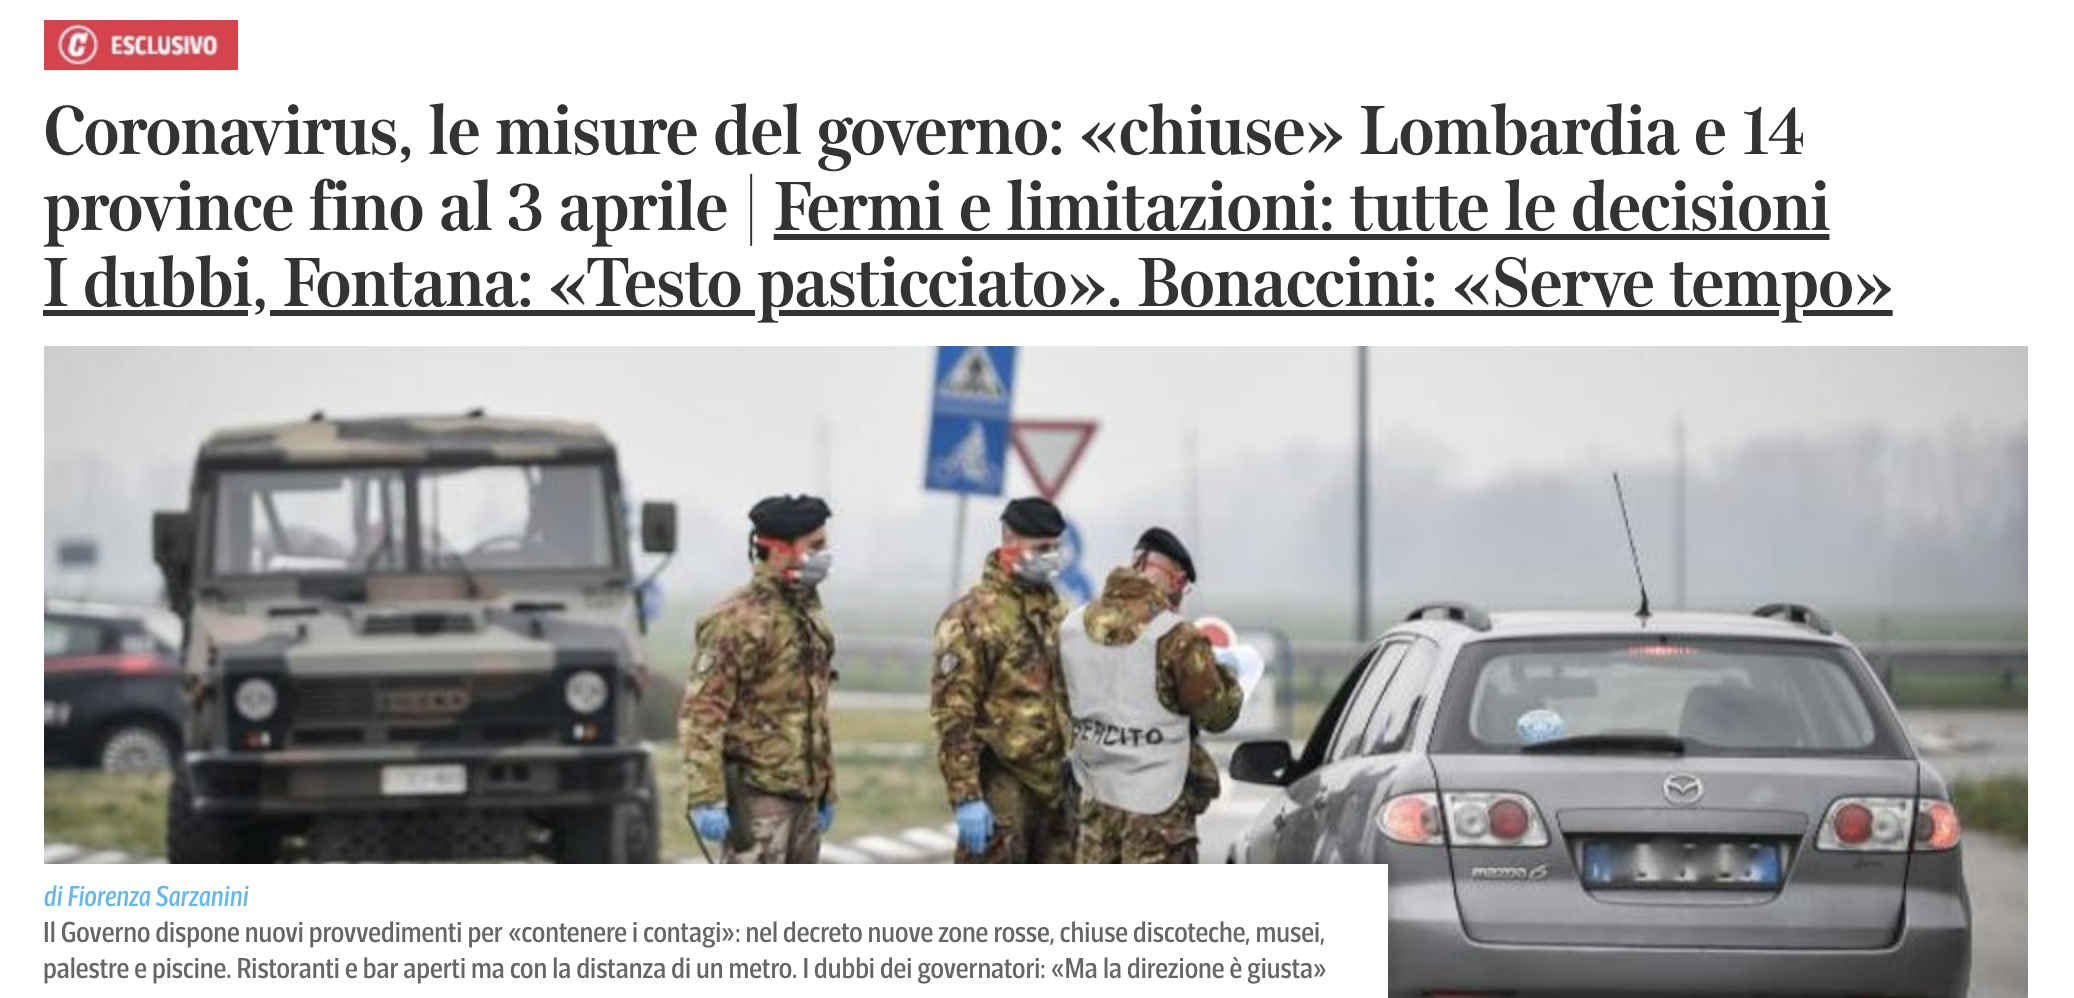 ESCLUSIVO
Coronavirus, le misure del governo: «chiuse» Lombardia e 14
province fino al 3 aprile | Fermi e limitazioni: tutte le decisioni
I dubbi, Fontana: «Testo pasticciato». Bonaccini: «Serve tempo»
ESERCITO
mazda 6
di Fiorenza Sarzanini
Il Governo dispone nuovi provvedimenti per «contenere i contagi»: nel decreto nuove zone rosse, chiuse discoteche, musei,
palestre e piscine. Ristoranti e bar aperti ma con la distanza di un metro. I dubbi dei governatori: «Ma la direzione è giusta»